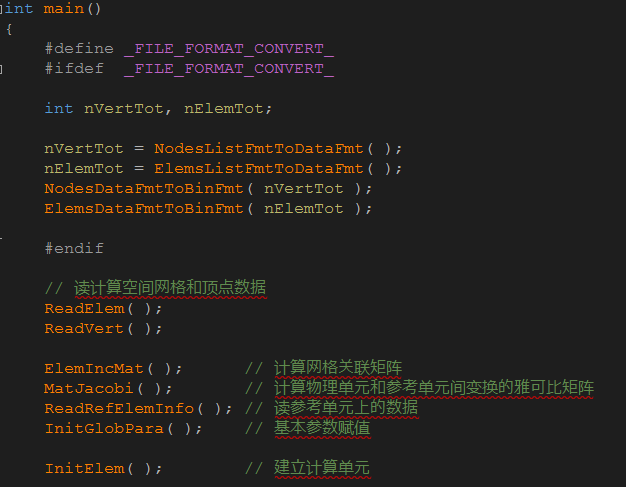 int main()
{
#define _FILE_FORMAT_CONVERT_
#ifdef _FILE_FORMAT_CONVERT_
int nVertTot, nElemTot;
nVertTot = NodesListFmtToDataFmt( );
nElemTot = ElemsListFmtToDataFmt( );
NodesDataFmtToBinFmt( nVertTot );
ElemsDataFmtToBinFmt( nElemTot );
#endif
// 读计算空间网格和顶点数据
ReadElem( );
ReadVert( );
ElemIncMat( ); // 计算网格关联矩阵
MatJacobi( ); // 计算物理单元和参考单元间变换的雅可比矩阵
ReadRefElemInfo( ); // 读参考单元上的数据
InitGlobPara( ); // 基本参数赋值
InitElem( ); // 建立计算单元